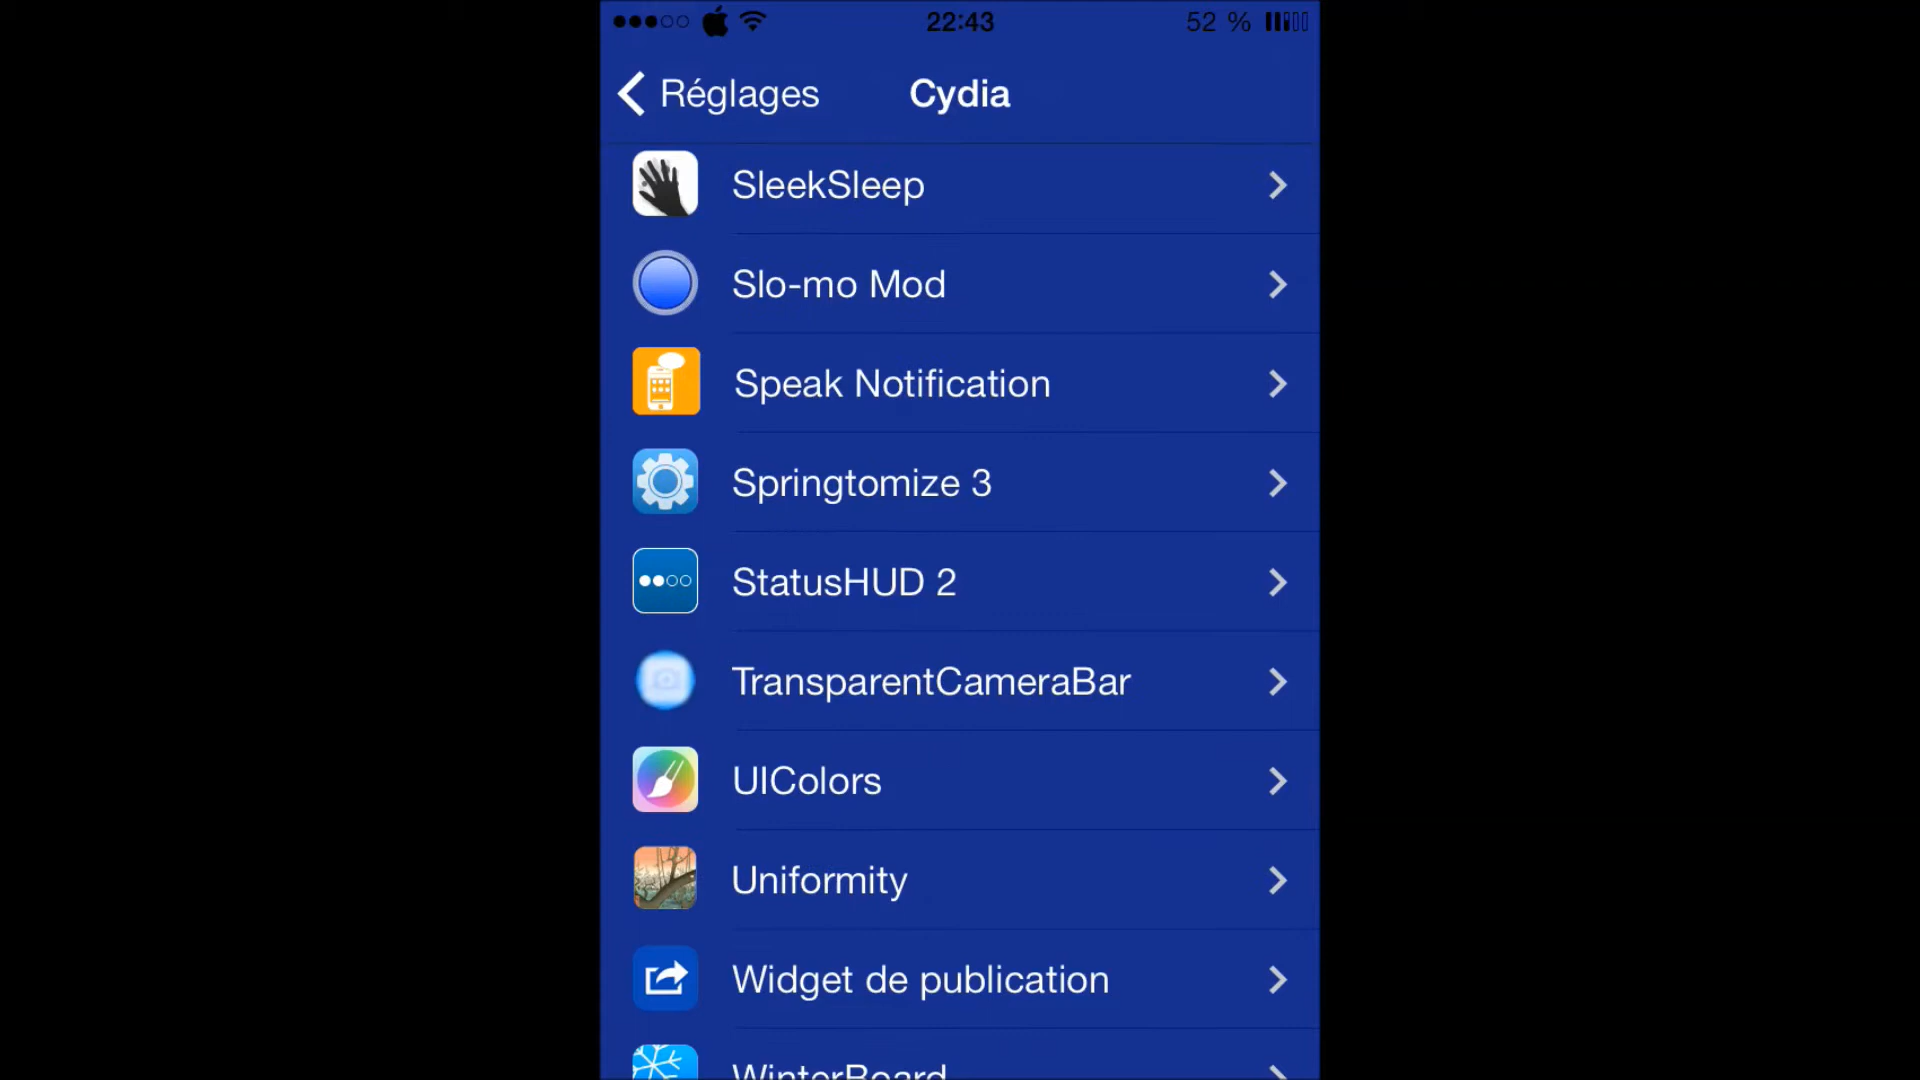 22:43
52 %
Réglages
Cydia
SleekSleep
Slo-mo Mod
Speak Notification
Springtomize 3
StatusHUD 2
TransparentCameraBar
UIColors
Uniformity
Widget de publication
WinterBoard